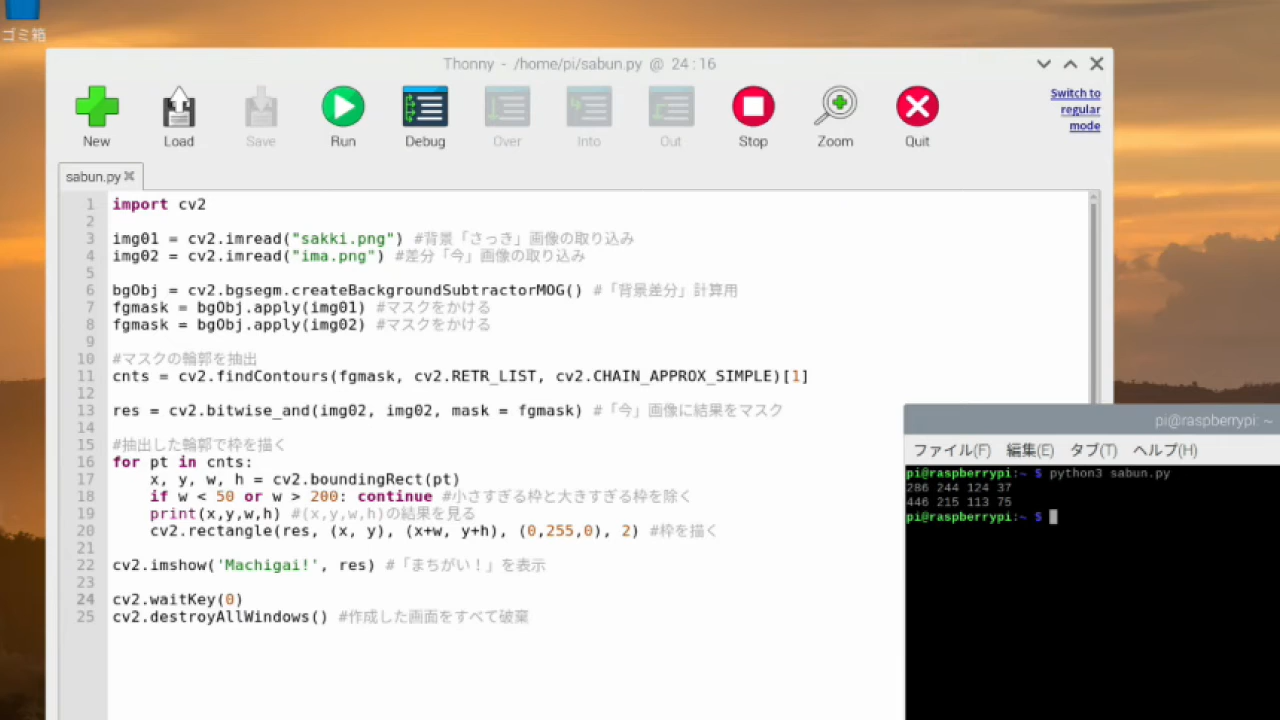 ゴミ箱
Thonny - /home/pi/sabun.py @ 24:16
New Load Save Run Debug Over Into Out Stop Zoom Quit
Switch to
regular
mode
sabun.py
1 import cv2
2
3 img01 = cv2.imread("sakki.png") #背景「さっき」画像の取り込み
4 img02 = cv2.imread("ima.png") #差分「今」画像の取り込み
5
6 bgObj = cv2.bgsegm.createBackgroundSubtractorMOG() #「背景差分」計算用
7 fgmask = bgObj.apply(img01) #マスクをかける
8 fgmask = bgObj.apply(img02) #マスクをかける
9
10 #マスクの輪郭を抽出
11 cnts = cv2.findContours(fgmask, cv2.RETR_LIST, cv2.CHAIN_APPROX_SIMPLE)[1]
12
13 res = cv2.bitwise_and(img02, img02, mask = fgmask) #「今」画像に結果をマスク
14
15 #抽出した輪郭で枠を描く
16 for pt in cnts:
17     x, y, w, h = cv2.boundingRect(pt)
18     if w < 50 or w > 200: continue #小さすぎる枠と大きすぎる枠を除く
19     print(x,y,w,h) #(x,y,w,h)の結果を見る
20     cv2.rectangle(res, (x, y), (x+w, y+h), (0,255,0), 2) #枠を描く
21
22 cv2.imshow('Machigai!', res) #「まちがい！」を表示
23
24 cv2.waitKey(0)
25 cv2.destroyAllWindows() #作成した画面をすべて破棄
pi@raspberrypi: ~
ファイル(F) 編集(E) タブ(T) ヘルプ(H)
pi@raspberrypi:~ $ python3 sabun.py
286 244 124 37
446 215 113 75
pi@raspberrypi:~ $